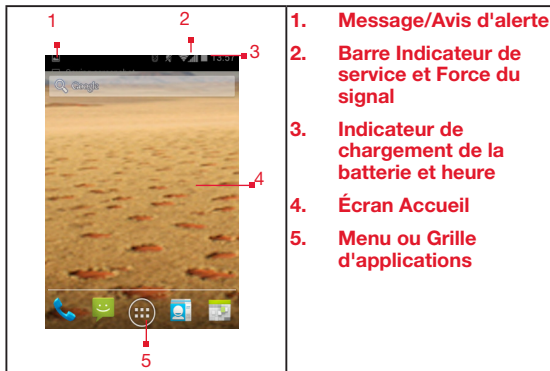 1
2
3
13:57
Google
4
5
1. Message/Avis d'alerte
2. Barre Indicateur de
service et Force du
signal
3. Indicateur de
chargement de la
batterie et heure
4. Écran Accueil
5. Menu ou Grille
d'applications